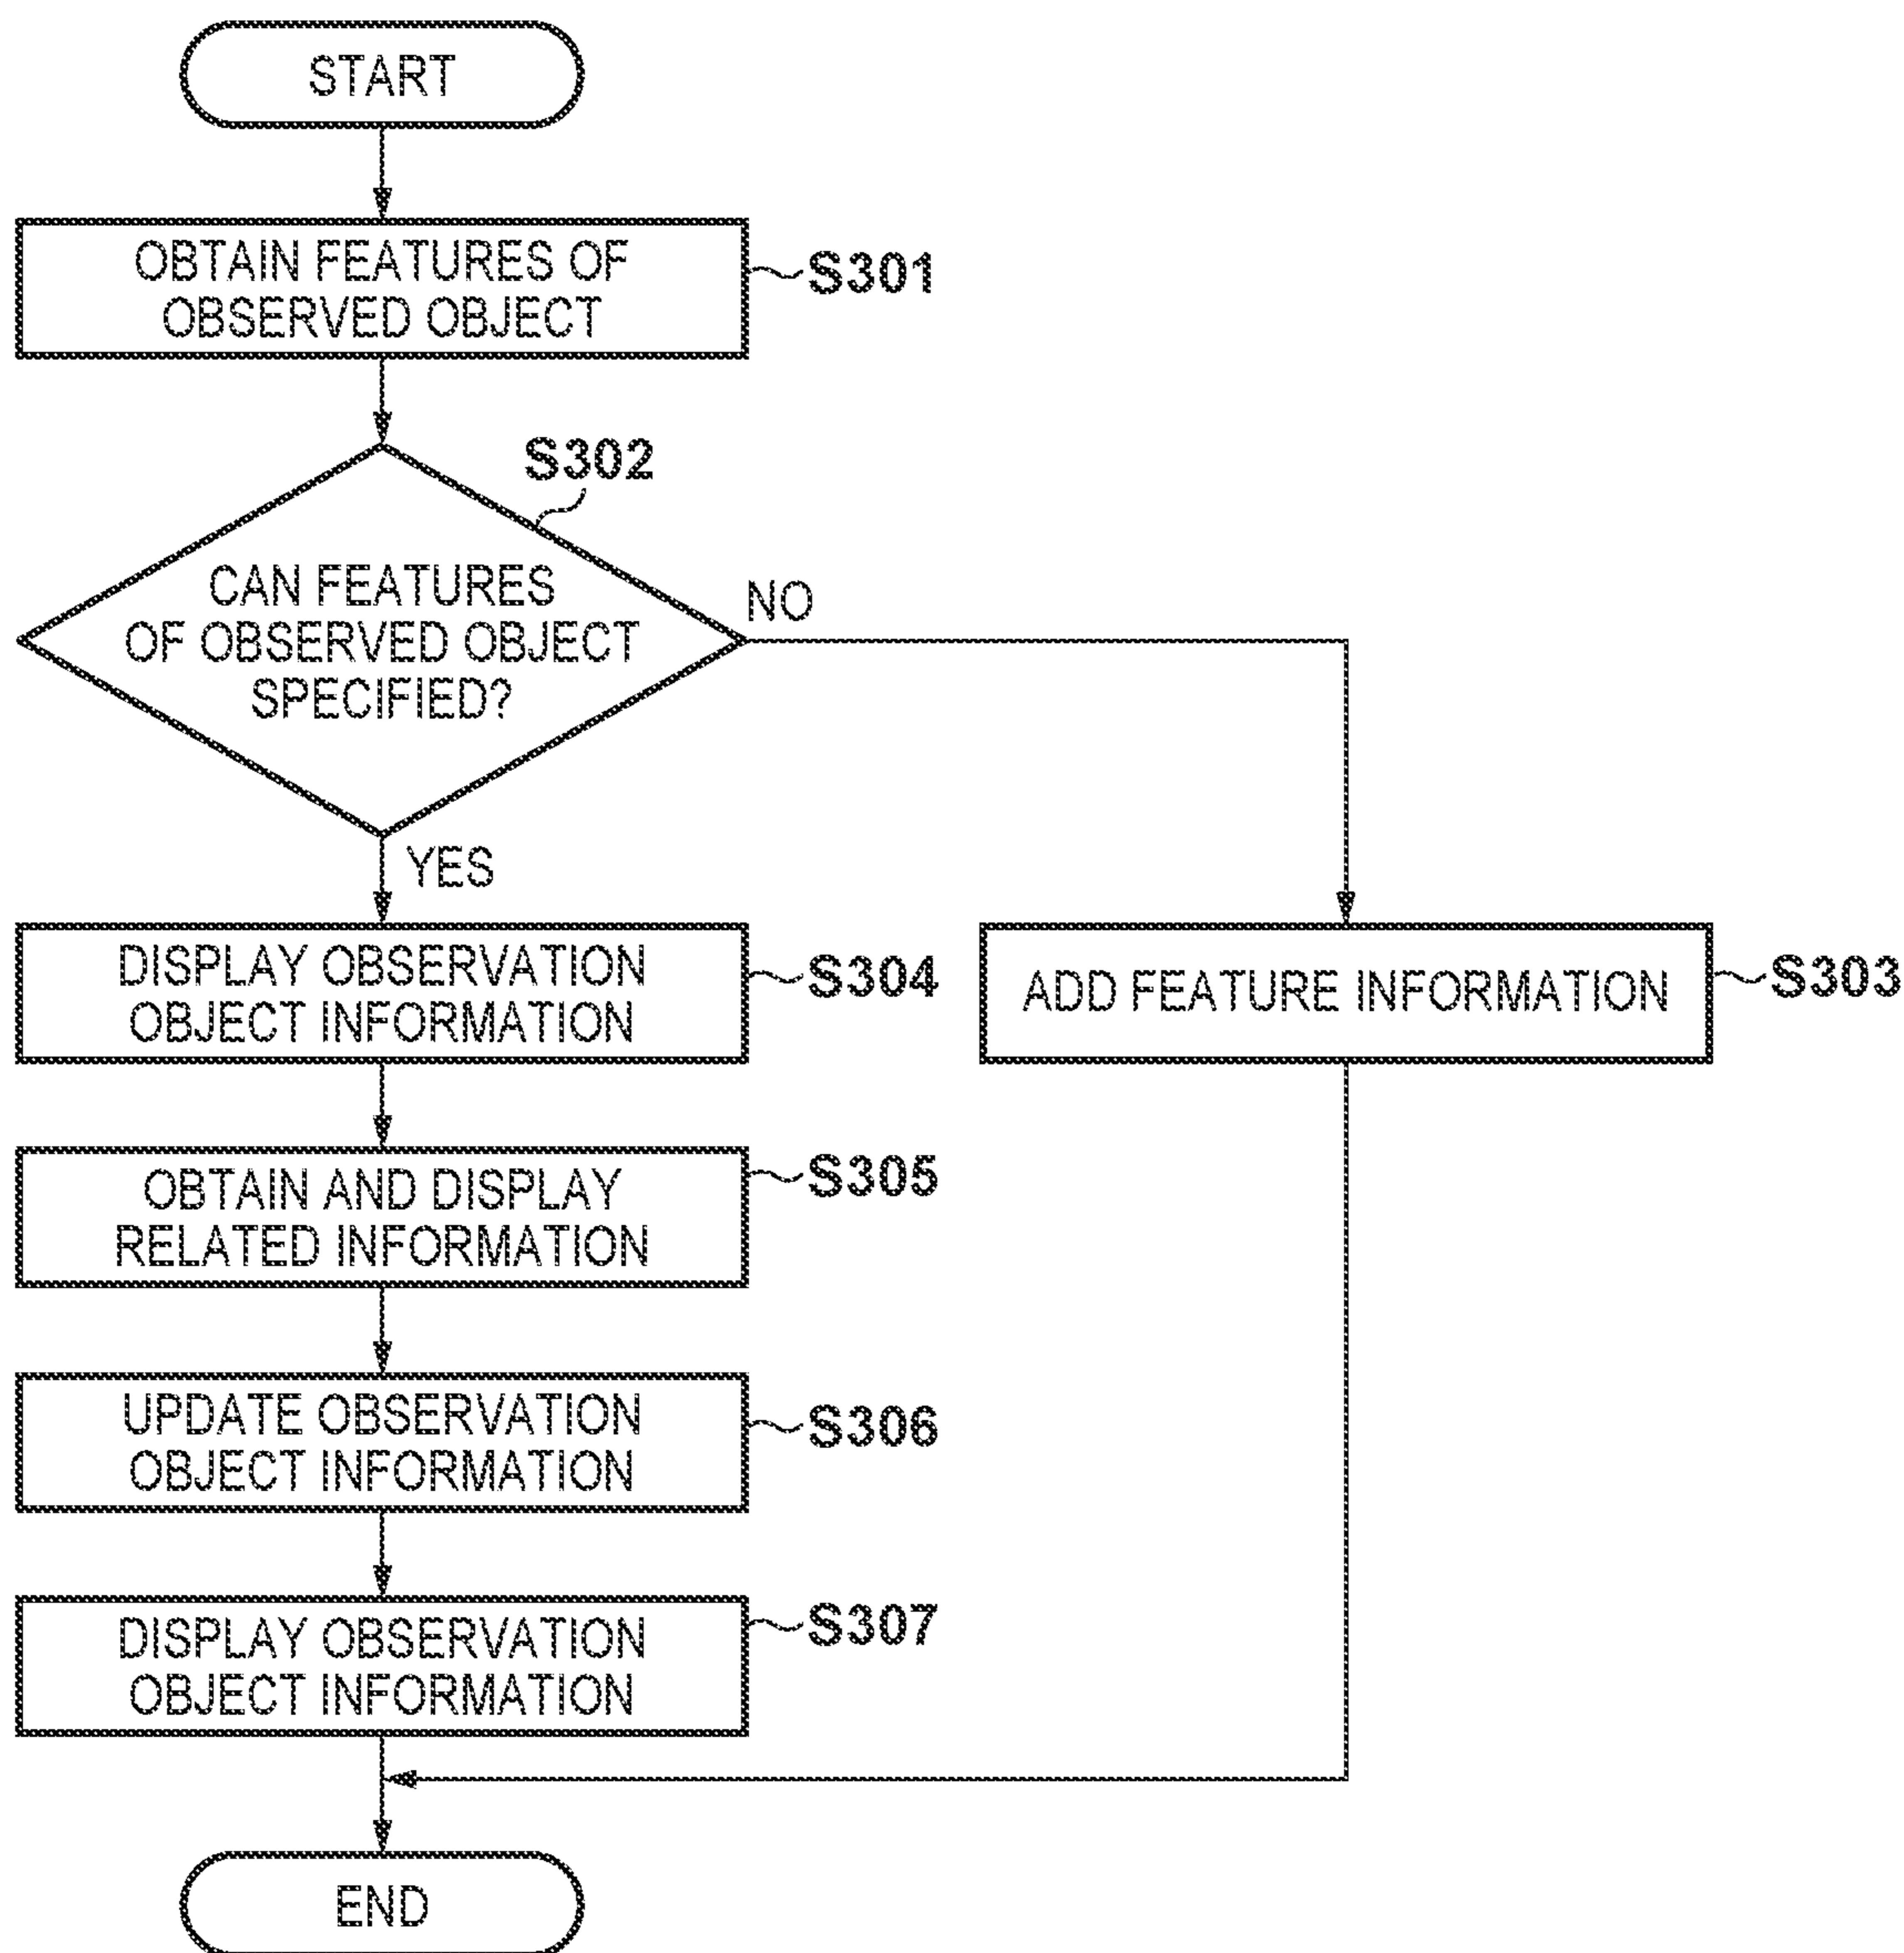 START
OBTAIN FEATURES OF
OBSERVED OBJECT
S301
S302
CAN FEATURES
OF OBSERVED OBJECT
SPECIFIED?
NO
YES
DISPLAY OBSERVATION
OBJECT INFORMATION
S304
ADD FEATURE INFORMATION
S303
OBTAIN AND DISPLAY
RELATED INFORMATION
S305
UPDATE OBSERVATION
OBJECT INFORMATION
S306
DISPLAY OBSERVATION
OBJECT INFORMATION
S307
END